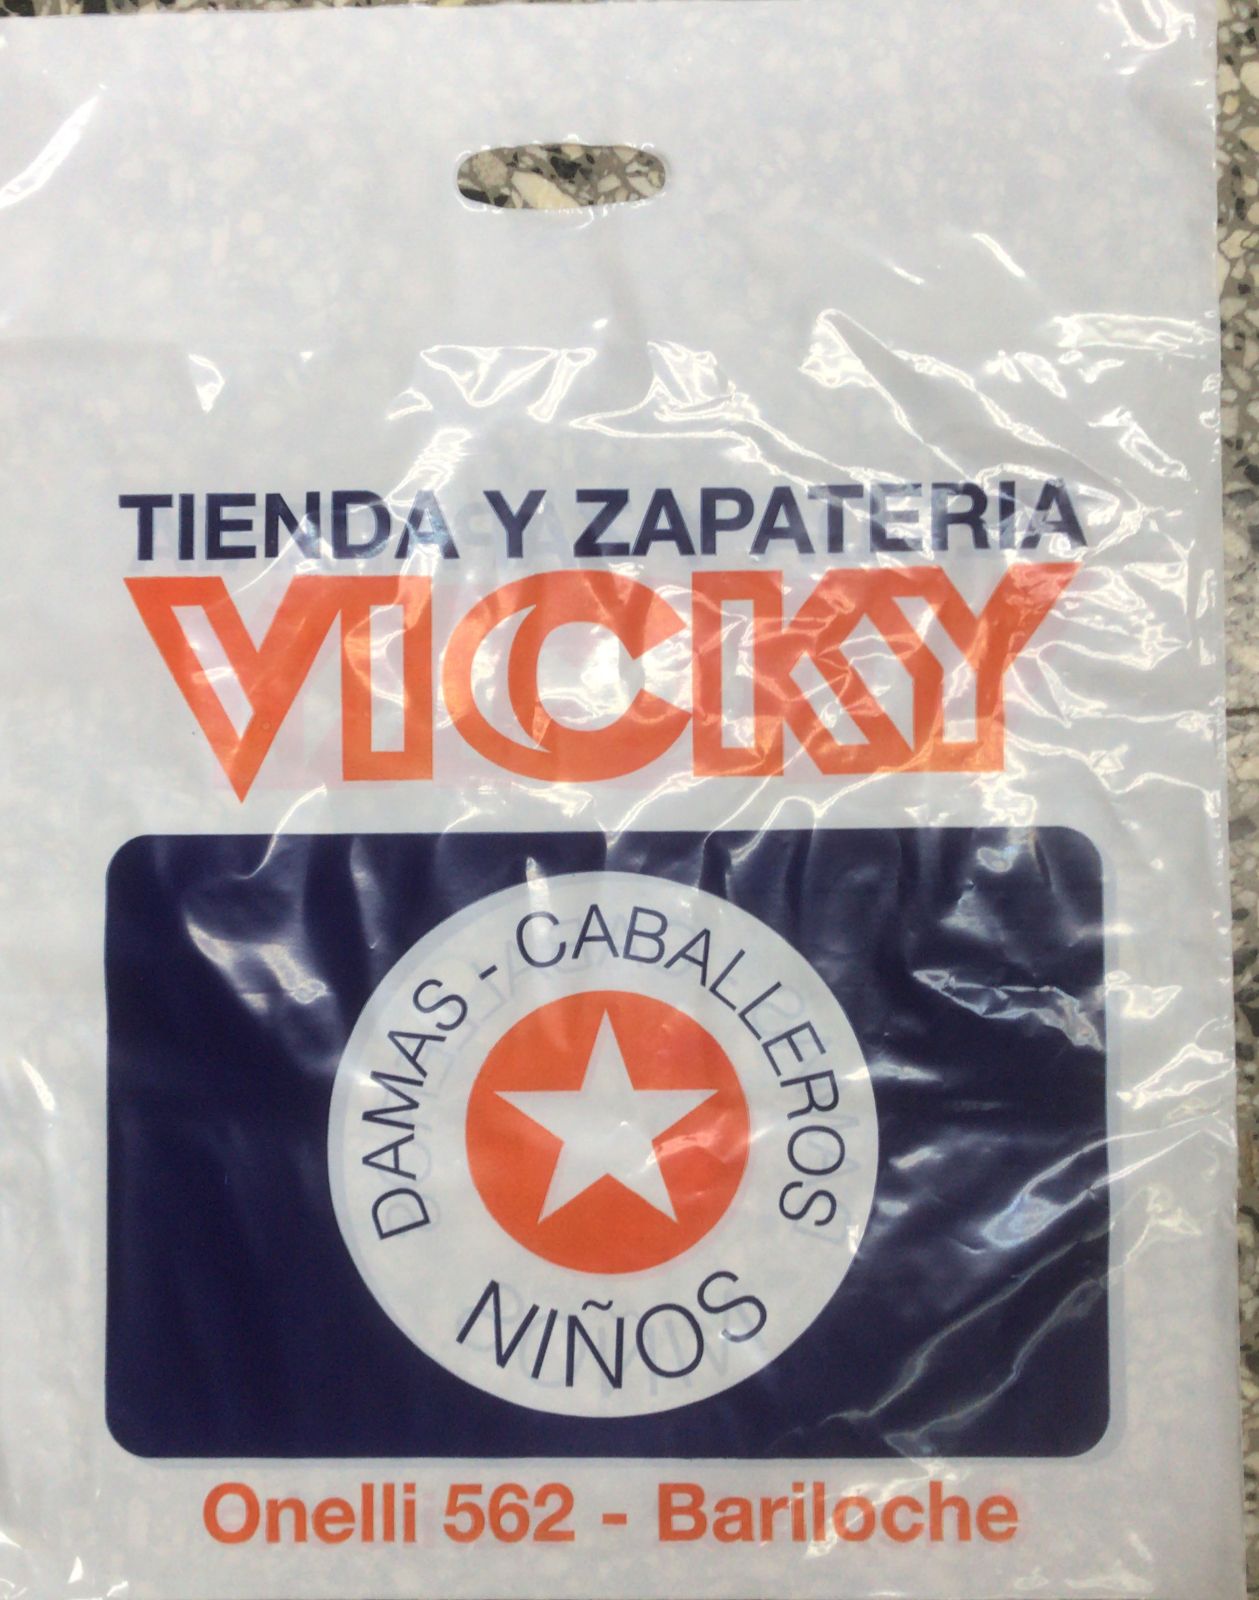 TIENDA Y ZAPATERIA
VICKY
DAMAS - CABALLEROS
NIÑOS
Onelli 562 - Bariloche